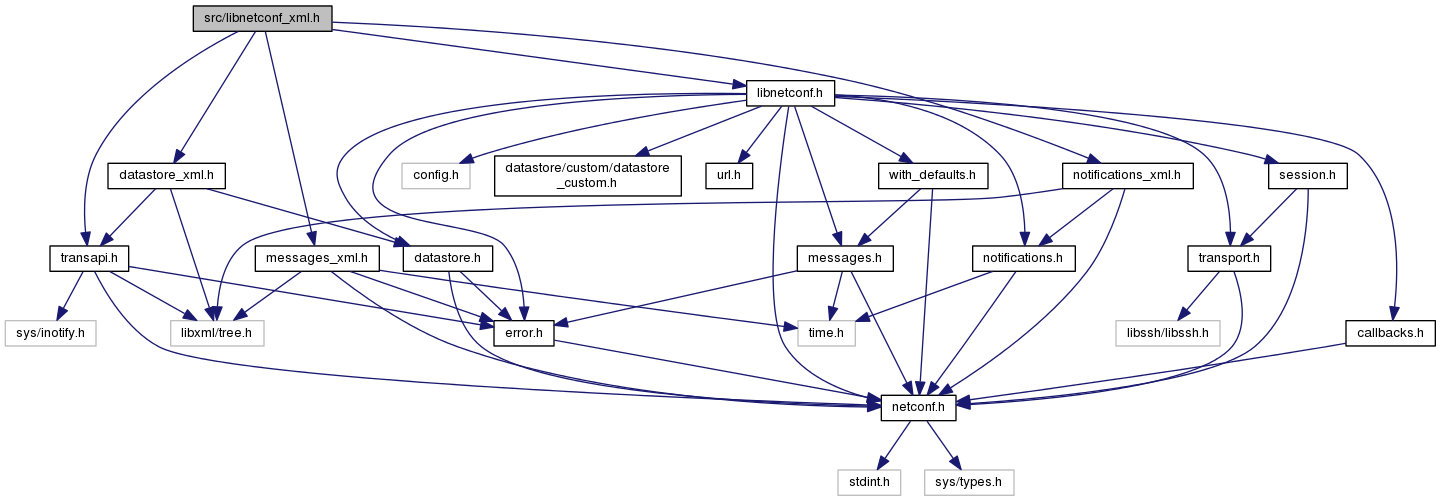 src/libnetconf_xml.h
libnetconf.h
datastore_xml.h
config.h
datastore/custom/datastore
_custom.h
url.h
with_defaults.h
notifications_xml.h
session.h
transapi.h
messages_xml.h
datastore.h
messages.h
notifications.h
transport.h
sys/inotify.h
libxml/tree.h
error.h
time.h
libssh/libssh.h
callbacks.h
netconf.h
stdint.h
sys/types.h